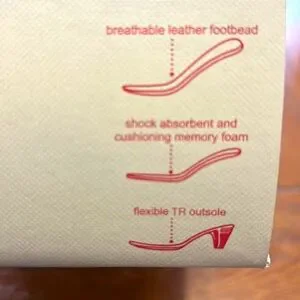 breathable leather footbead
shock absorbent and
cushioning memory foam
flexible TR outsole